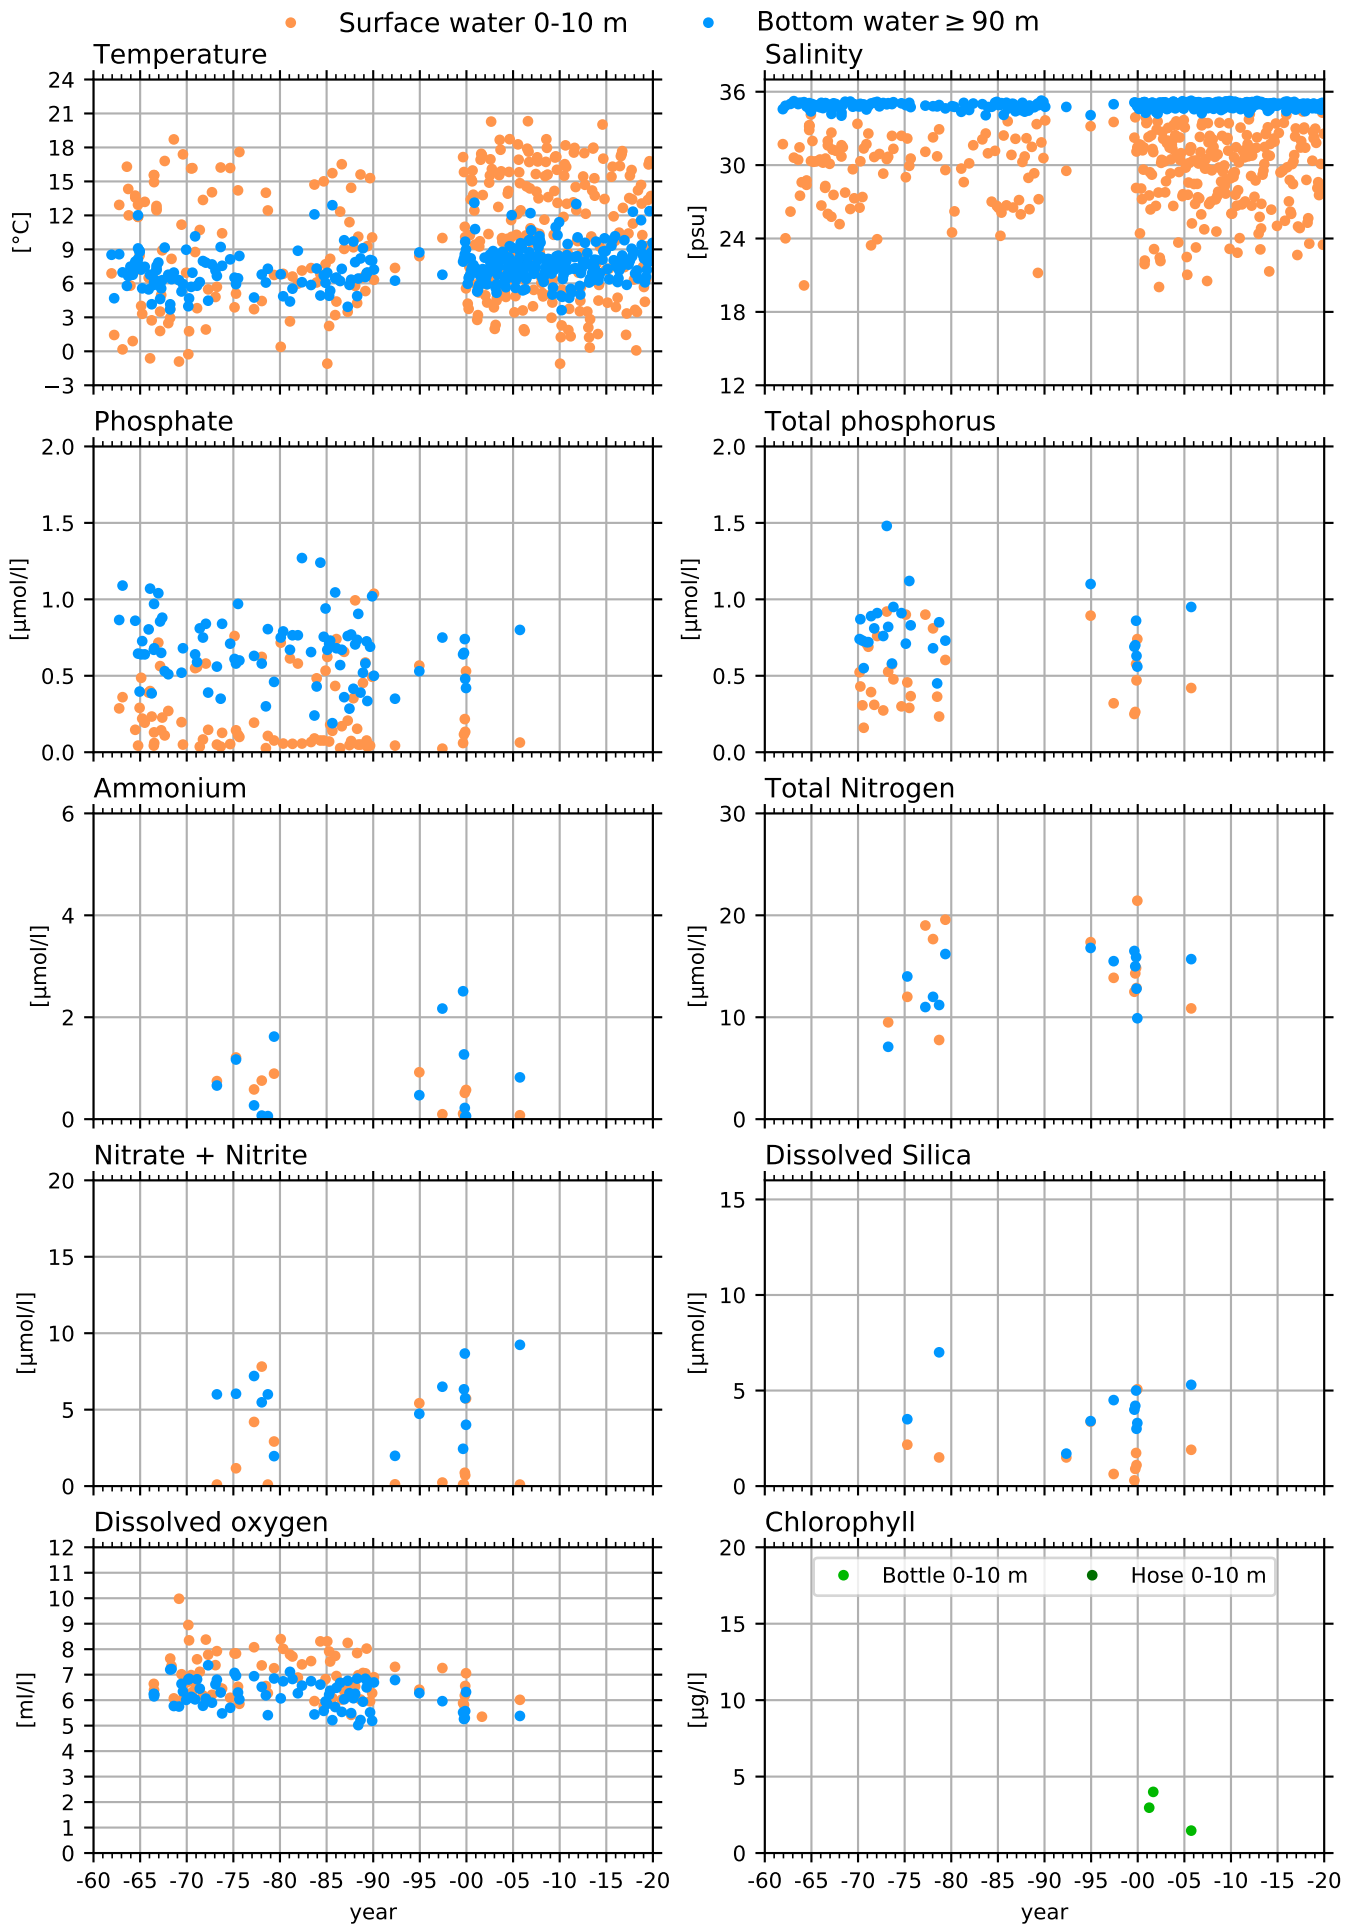 Surface water 0-10 m Bottom water ≥ 90 m
Temperature
24
21
18
15
12
9
6
3
0
−3
[°C]
Salinity
36
30
24
18
12
[psu]
Phosphate
2.0
1.5
1.0
0.5
0.0
[µmol/l]
Total phosphorus
2.0
1.5
1.0
0.5
0.0
[µmol/l]
Ammonium
6
4
2
0
[µmol/l]
Total Nitrogen
30
20
10
0
[µmol/l]
Nitrate + Nitrite
20
15
10
5
0
[µmol/l]
Dissolved Silica
15
10
5
0
[µmol/l]
Dissolved oxygen
12
11
10
9
8
7
6
5
4
3
2
1
0
[ml/l]
-60 -65 -70 -75 -80 -85 -90 -95 -00 -05 -10 -15 -20
year
Chlorophyll
Bottle 0-10 m Hose 0-10 m
20
15
10
5
0
[µg/l]
-60 -65 -70 -75 -80 -85 -90 -95 -00 -05 -10 -15 -20
year